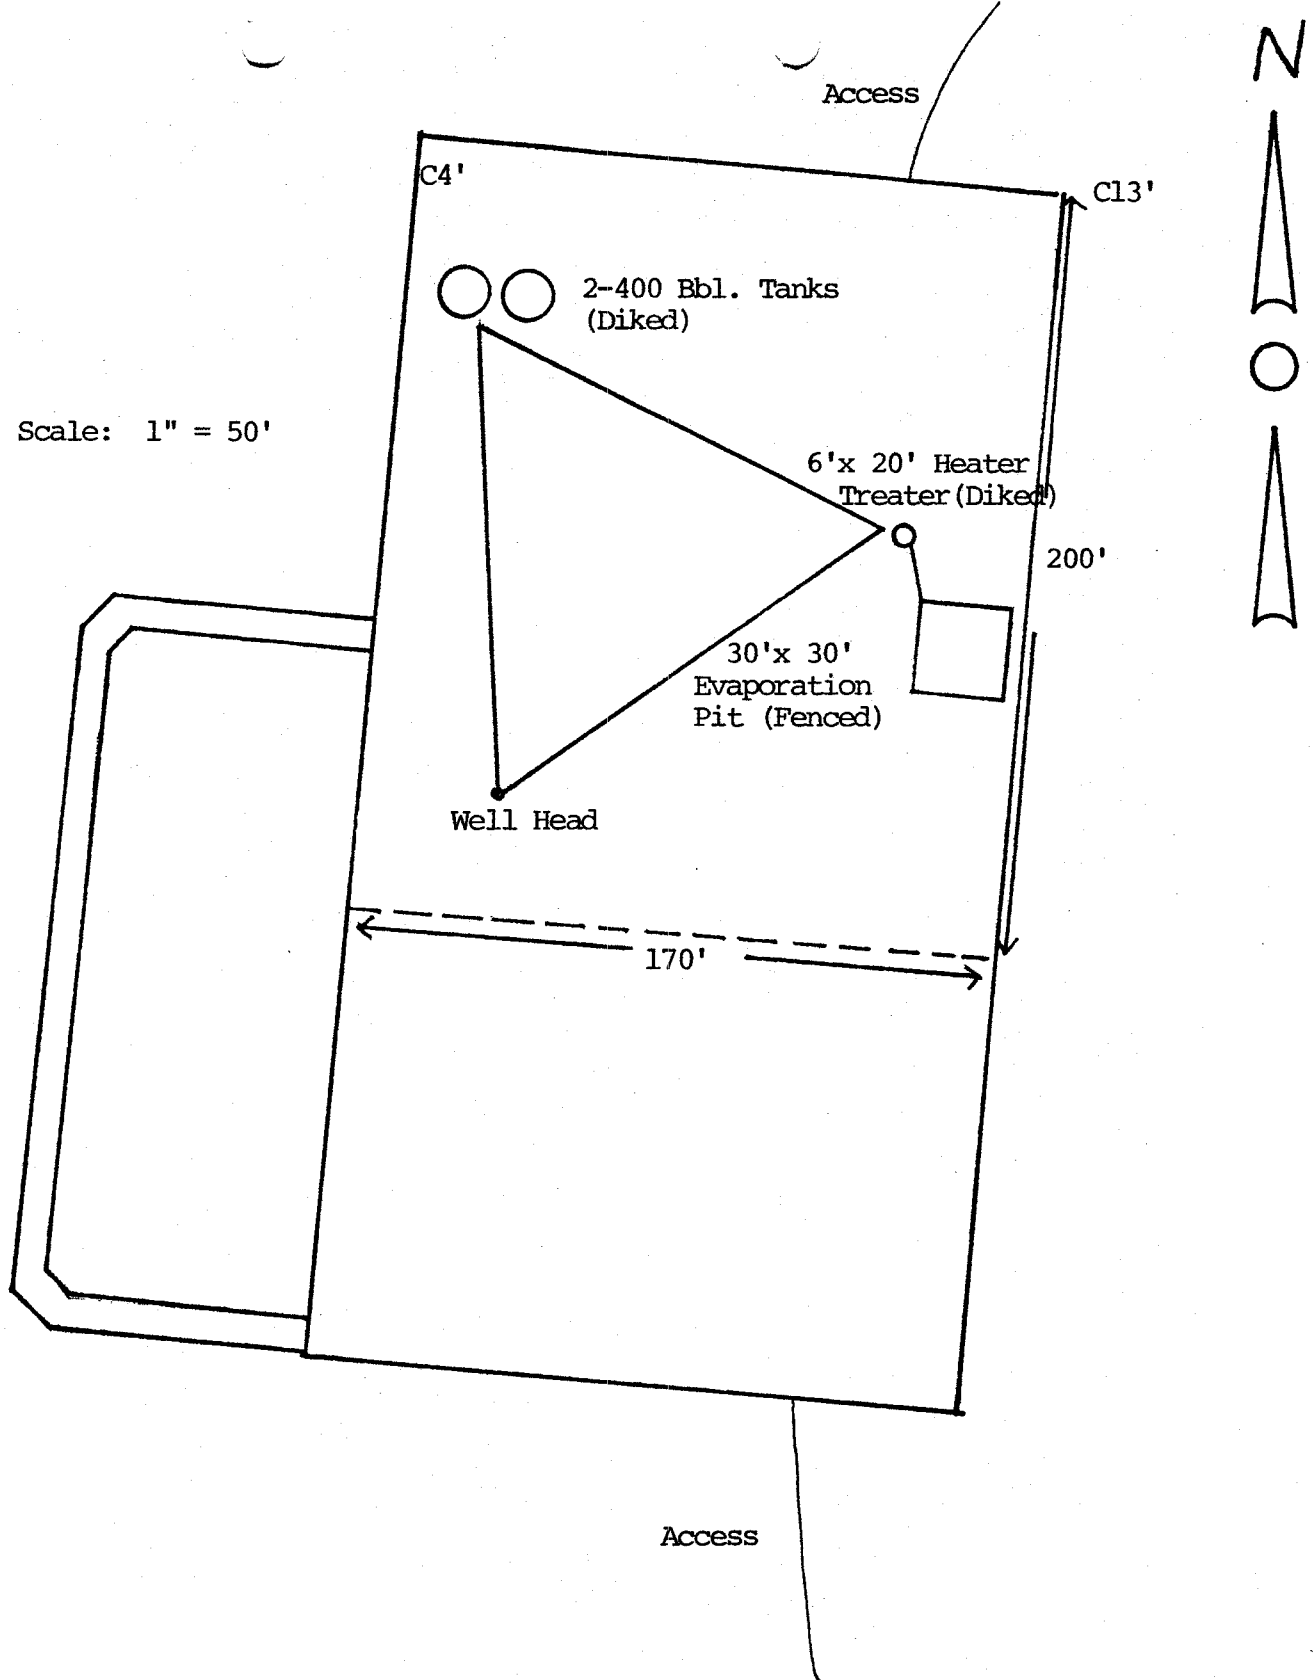 N
Access
C4'
C13'
2-400 Bbl. Tanks
(Diked)
Scale: 1" = 50'
6'x 20' Heater
Treater(Diked)
200'
30'x 30'
Evaporation
Pit (Fenced)
Well Head
170'
Access